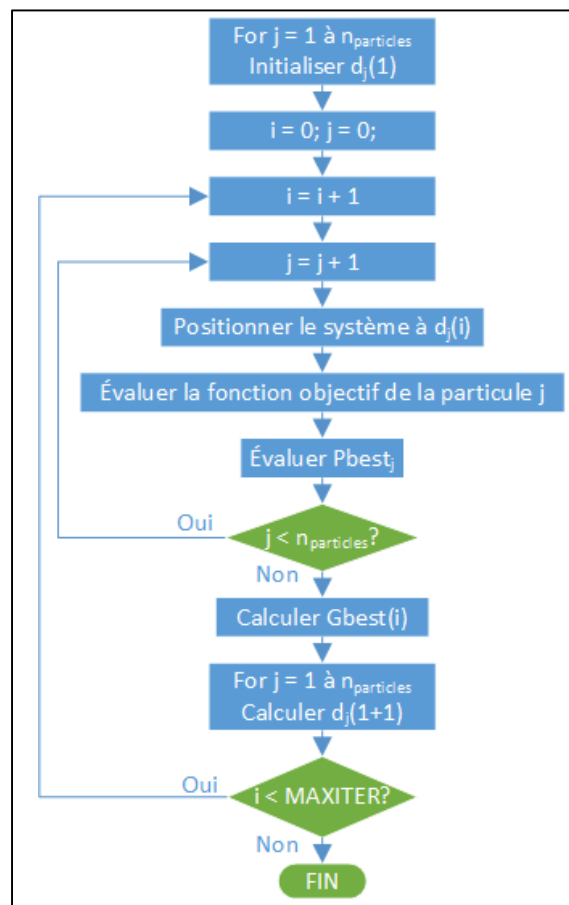 For j = 1 à nparticles
Initialiser dj(1)
i = 0; j = 0;
i = i + 1
j = j + 1
Positionner le système à dj(i)
Évaluer la fonction objectif de la particule j
Évaluer Pbestj
Oui
j < nparticles?
Non
Calculer Gbest(i)
For j = 1 à nparticles
Calculer dj(1+1)
Oui
i < MAXITER?
Non
FIN